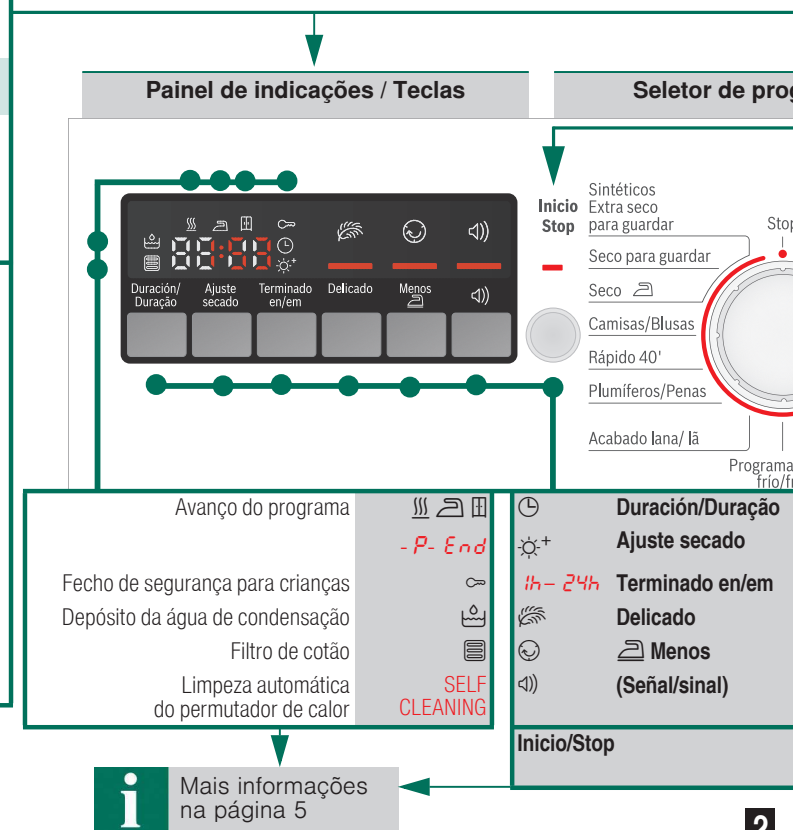 Painel de indicações / Teclas
Seletor de
Inicio
Stop
Sintéticos
Extra seco
para guardar
Seco para guardar
Seco
Camisas/Blusas
Rápido 40'
Plumíferos/Penas
Acabado lana/ lã
Stop
Programa
frío/
88:88
Duración/
Duração
Ajuste
secado
Terminado
en/em
Delicado
Menos
Avanço do programa
-P- End
Fecho de segurança para crianças
Depósito da água de condensação
Filtro de cotão
Limpeza automática
do permutador de calor
SELF
CLEANING
Duración/Duração
Ajuste secado
1h– 24h Terminado en/em
Delicado
Menos
(Señal/sinal)
Inicio/Stop
i
Mais informações
na página 5
2